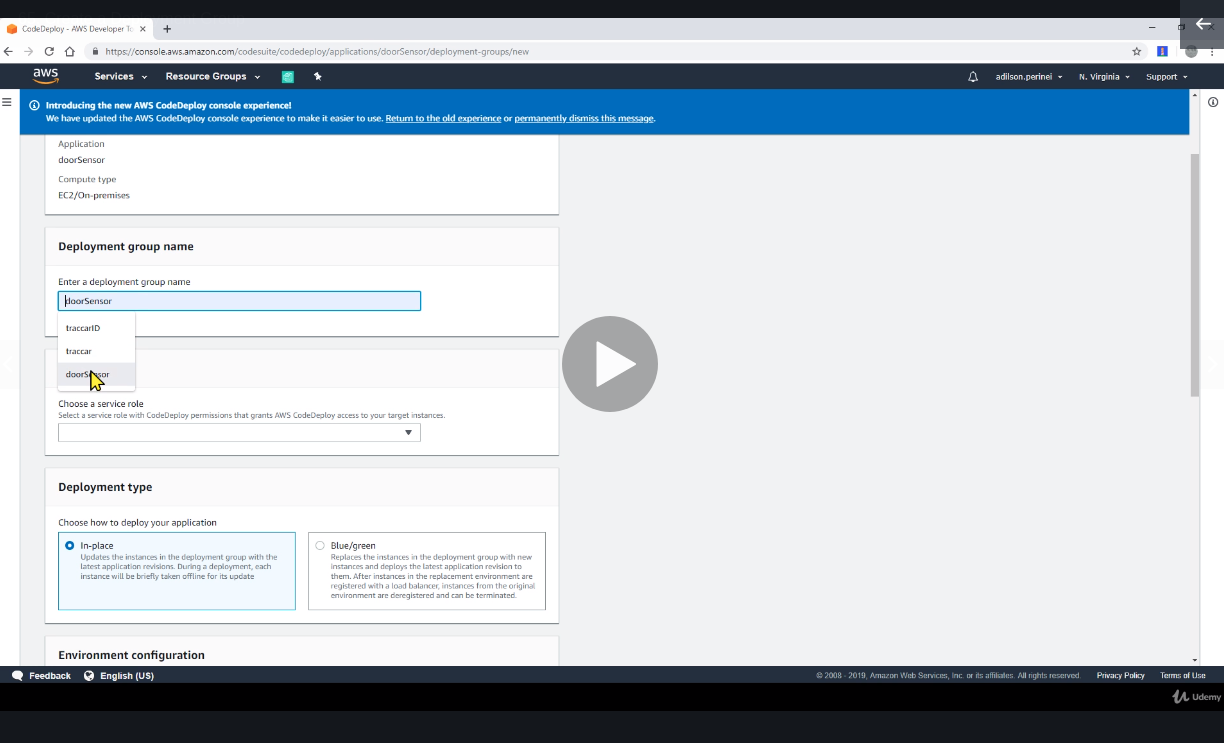 CodeDeploy - AWS Developer To
https://console.aws.amazon.com/codesuite/codedeploy/applications/doorSensor/deployment-groups/new
aws Services Resource Groups adilson.perinei N. Virginia Support
Introducing the new AWS CodeDeploy console experience!
We have updated the AWS CodeDeploy console experience to make it easier to use. Return to the old experience or permanently dismiss this message.
Application
doorSensor
Compute type
EC2/On-premises
Deployment group name
Enter a deployment group name
doorSensor
traccarID
traccar
doorSensor
Choose a service role
Select a service role with CodeDeploy permissions that grants AWS CodeDeploy access to your target instances.
Deployment type
Choose how to deploy your application
In-place
Updates the instances in the deployment group with the
latest application revisions. During a deployment, each
instance will be briefly taken offline for its update
Blue/green
Replaces the instances in the deployment group with new
instances and deploys the latest application revision to
them. After instances in the replacement environment are
registered with a load balancer, instances from the original
environment are deregistered and can be terminated.
Environment configuration
Feedback English (US) © 2008 - 2019, Amazon Web Services, Inc. or its affiliates. All rights reserved. Privacy Policy Terms of Use
Udemy